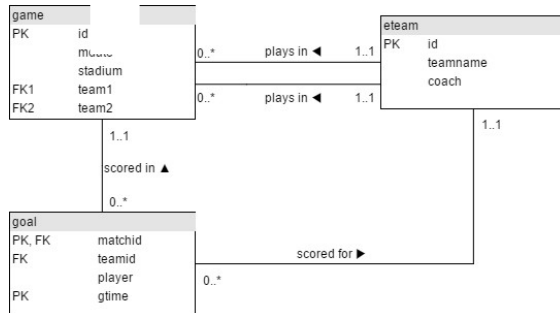 game
PK id
stadium
FK1 team1
FK2 team2
eteam
PK id
teamname
coach
0..* plays in ◄ 1..1
0..* plays in ◄ 1..1
1..1
scored in ▲
0..*
1..1
goal
PK, FK matchid
FK teamid
player
PK gtime
scored for ►
0..*